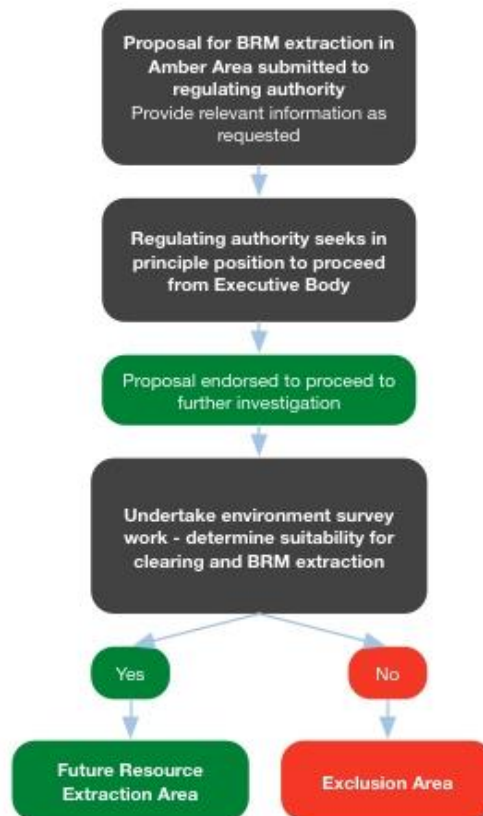 Proposal for BRM extraction in
Amber Area submitted to
regulating authority
Provide relevant information as
requested
Regulating authority seeks in
principle position to proceed
from Executive Body
Proposal endorsed to proceed to
further investigation
Undertake environment survey
work - determine suitability for
clearing and BRM extraction
Yes
No
Future Resource
Extraction Area
Exclusion Area